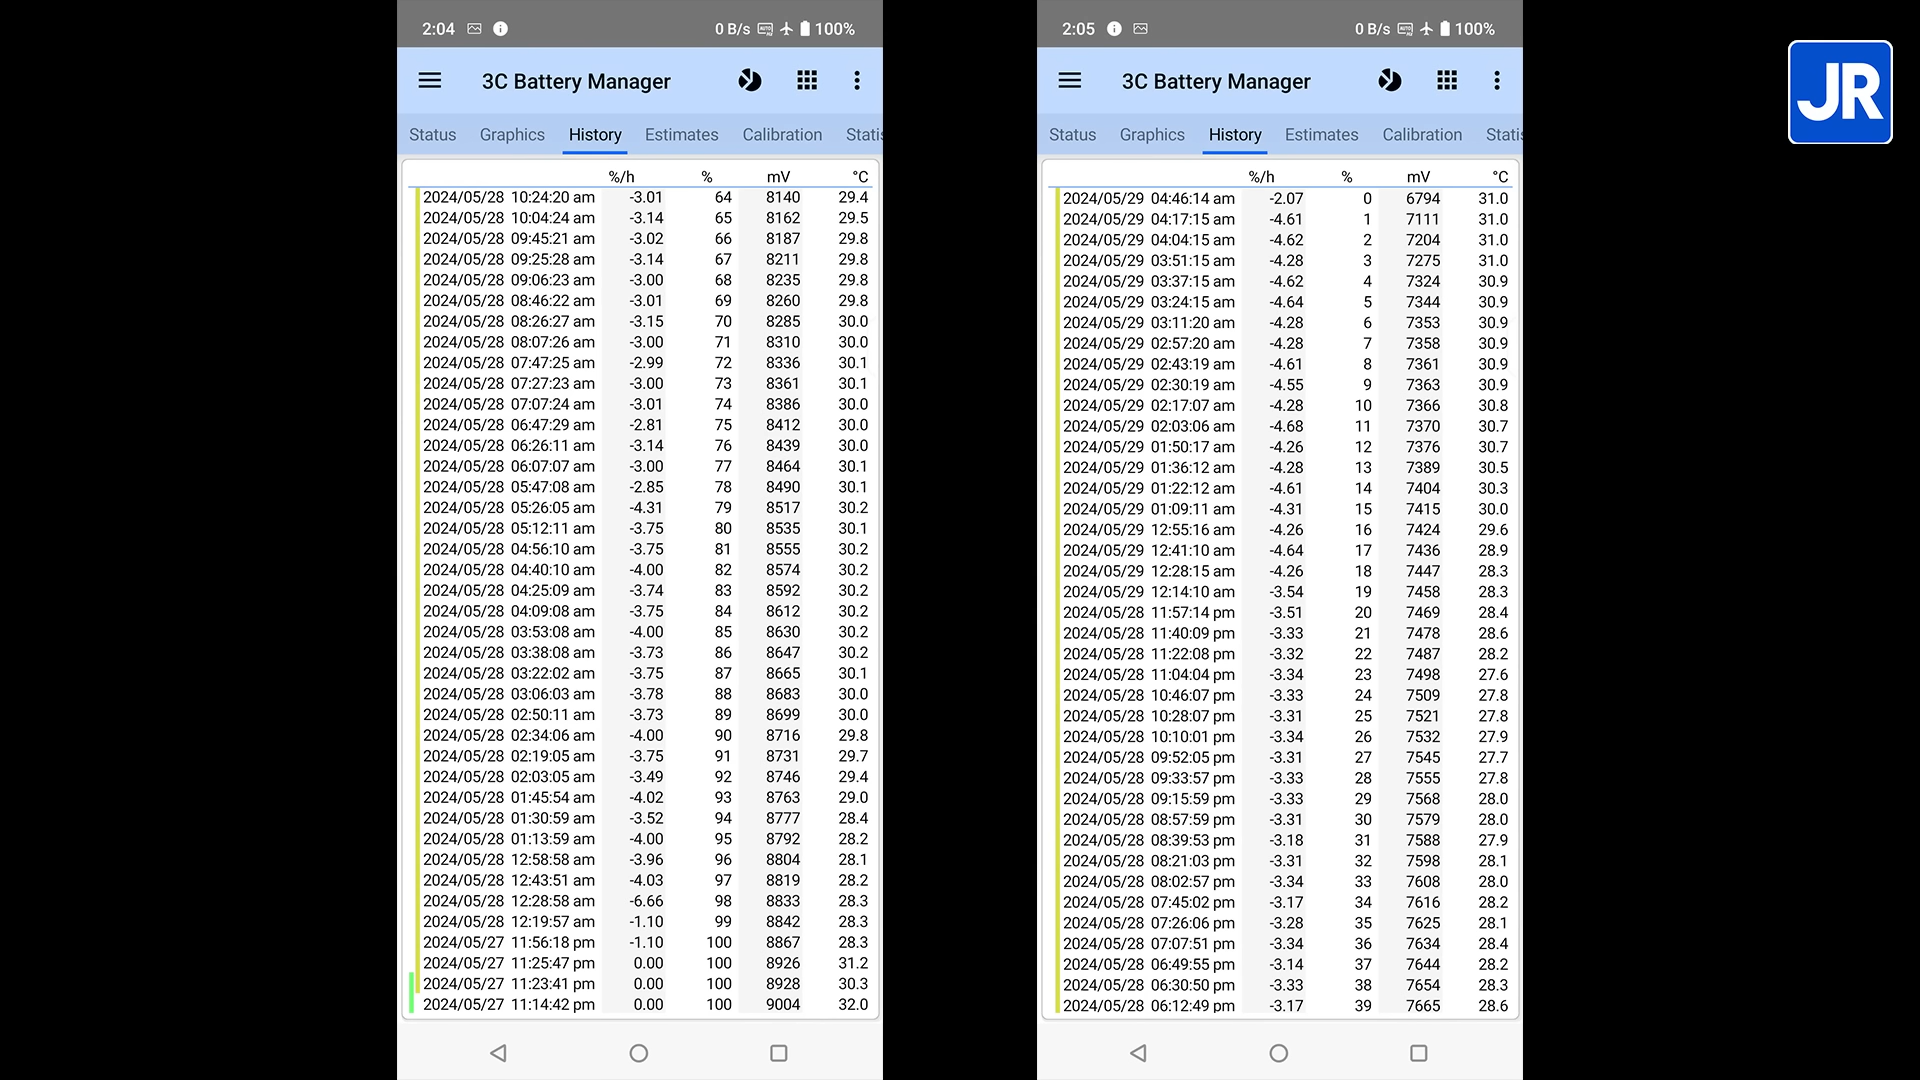 2:04 0 B/s 100%
3C Battery Manager
Status Graphics History Estimates Calibration Statis
%/h % mV °C
2024/05/28 10:24:20 am -3.01 64 8140 29.4
2024/05/28 10:04:24 am -3.14 65 8162 29.5
2024/05/28 09:45:21 am -3.02 66 8187 29.8
2024/05/28 09:25:28 am -3.14 67 8211 29.8
2024/05/28 09:06:23 am -3.00 68 8235 29.8
2024/05/28 08:46:22 am -3.01 69 8260 29.8
2024/05/28 08:26:27 am -3.15 70 8285 30.0
2024/05/28 08:07:26 am -3.00 71 8310 30.0
2024/05/28 07:47:25 am -2.99 72 8336 30.1
2024/05/28 07:27:23 am -3.00 73 8361 30.1
2024/05/28 07:07:24 am -3.01 74 8386 30.0
2024/05/28 06:47:29 am -2.81 75 8412 30.0
2024/05/28 06:26:11 am -3.14 76 8439 30.0
2024/05/28 06:07:07 am -3.00 77 8464 30.1
2024/05/28 05:47:08 am -2.85 78 8490 30.1
2024/05/28 05:26:05 am -4.31 79 8517 30.2
2024/05/28 05:12:11 am -3.75 80 8535 30.1
2024/05/28 04:56:10 am -3.75 81 8555 30.2
2024/05/28 04:40:10 am -4.00 82 8574 30.2
2024/05/28 04:25:09 am -3.74 83 8592 30.2
2024/05/28 04:09:08 am -3.75 84 8612 30.2
2024/05/28 03:53:08 am -4.00 85 8630 30.2
2024/05/28 03:38:08 am -3.73 86 8647 30.2
2024/05/28 03:22:02 am -3.75 87 8665 30.1
2024/05/28 03:06:03 am -3.78 88 8683 30.0
2024/05/28 02:50:11 am -3.73 89 8699 30.0
2024/05/28 02:34:06 am -4.00 90 8716 29.8
2024/05/28 02:19:05 am -3.75 91 8731 29.7
2024/05/28 02:03:05 am -3.49 92 8746 29.4
2024/05/28 01:45:54 am -4.02 93 8763 29.0
2024/05/28 01:30:59 am -3.52 94 8777 28.4
2024/05/28 01:13:59 am -4.00 95 8792 28.2
2024/05/28 12:58:58 am -3.96 96 8804 28.1
2024/05/28 12:43:51 am -4.03 97 8819 28.2
2024/05/28 12:28:58 am -6.66 98 8833 28.3
2024/05/28 12:19:57 am -1.10 99 8842 28.3
2024/05/27 11:56:18 pm -1.10 100 8867 28.3
2024/05/27 11:25:47 pm 0.00 100 8926 31.2
2024/05/27 11:23:41 pm 0.00 100 8928 30.3
2024/05/27 11:14:42 pm 0.00 100 9004 32.0
2:05 0 B/s 100%
3C Battery Manager
Status Graphics History Estimates Calibration Statis
%/h % mV °C
2024/05/29 04:46:14 am -2.07 0 6794 31.0
2024/05/29 04:17:15 am -4.61 1 7111 31.0
2024/05/29 04:04:15 am -4.62 2 7204 31.0
2024/05/29 03:51:15 am -4.28 3 7275 31.0
2024/05/29 03:37:15 am -4.62 4 7324 30.9
2024/05/29 03:24:15 am -4.64 5 7344 30.9
2024/05/29 03:11:20 am -4.28 6 7353 30.9
2024/05/29 02:57:20 am -4.28 7 7358 30.9
2024/05/29 02:43:19 am -4.61 8 7361 30.9
2024/05/29 02:30:19 am -4.55 9 7363 30.9
2024/05/29 02:17:07 am -4.28 10 7366 30.8
2024/05/29 02:03:06 am -4.68 11 7370 30.7
2024/05/29 01:50:17 am -4.26 12 7376 30.7
2024/05/29 01:36:12 am -4.28 13 7389 30.5
2024/05/29 01:22:12 am -4.61 14 7404 30.3
2024/05/29 01:09:11 am -4.31 15 7415 30.0
2024/05/29 12:55:16 am -4.26 16 7424 29.6
2024/05/29 12:41:10 am -4.64 17 7436 28.9
2024/05/29 12:28:15 am -4.26 18 7447 28.3
2024/05/29 12:14:10 am -3.54 19 7458 28.3
2024/05/28 11:57:14 pm -3.51 20 7469 28.4
2024/05/28 11:40:09 pm -3.33 21 7478 28.6
2024/05/28 11:22:08 pm -3.32 22 7487 28.2
2024/05/28 11:04:04 pm -3.34 23 7498 27.6
2024/05/28 10:46:07 pm -3.33 24 7509 27.8
2024/05/28 10:28:07 pm -3.31 25 7521 27.8
2024/05/28 10:10:01 pm -3.34 26 7532 27.9
2024/05/28 09:52:05 pm -3.31 27 7545 27.7
2024/05/28 09:33:57 pm -3.33 28 7555 27.8
2024/05/28 09:15:59 pm -3.33 29 7568 28.0
2024/05/28 08:57:59 pm -3.31 30 7579 28.0
2024/05/28 08:39:53 pm -3.18 31 7588 27.9
2024/05/28 08:21:03 pm -3.31 32 7598 28.1
2024/05/28 08:02:57 pm -3.34 33 7608 28.0
2024/05/28 07:45:02 pm -3.17 34 7616 28.2
2024/05/28 07:26:06 pm -3.28 35 7625 28.1
2024/05/28 07:07:51 pm -3.34 36 7634 28.4
2024/05/28 06:49:55 pm -3.14 37 7644 28.2
2024/05/28 06:30:50 pm -3.33 38 7654 28.3
2024/05/28 06:12:49 pm -3.17 39 7665 28.6
JR